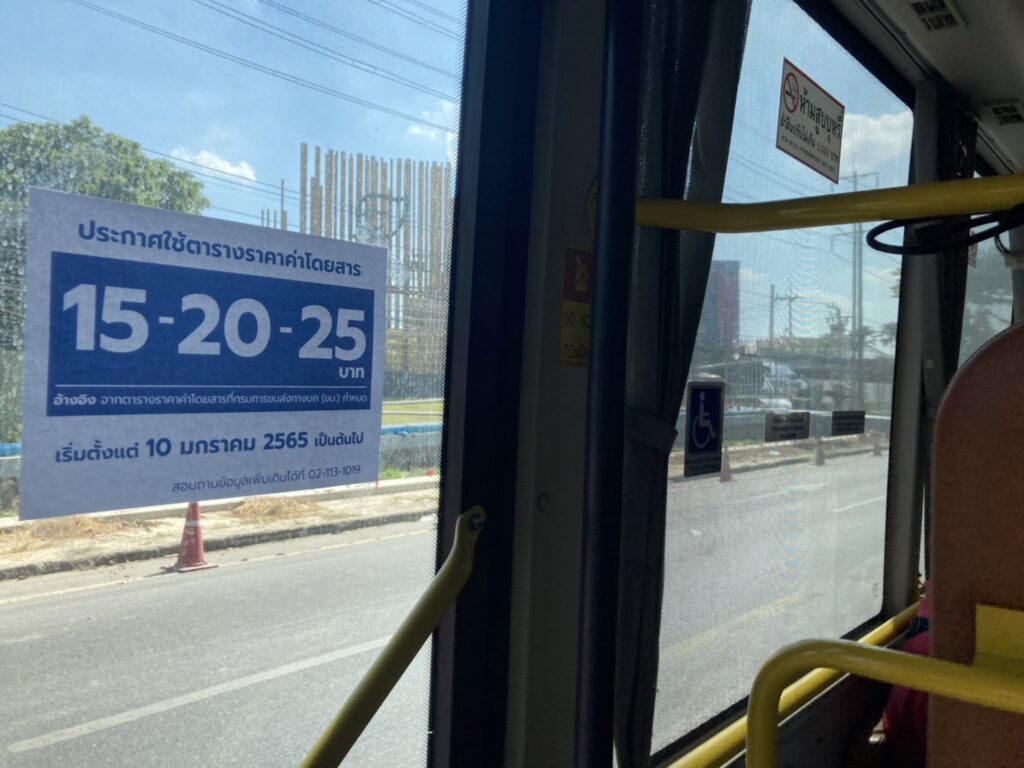 ประกาศใช้ตารางราคาค่าโดยสาร
15-20-25
บาท
อ้างอิง จากตารางราคาค่าโดยสารที่กรมการขนส่งทางบก (ขบ.) กำหนด
เริ่มตั้งแต่ 10 มกราคม 2565 เป็นต้นไป
สอบถามข้อมูลเพิ่มเติมได้ที่ 02-113-1019
ห้ามสูบบุหรี่
DO NO
TOUCH